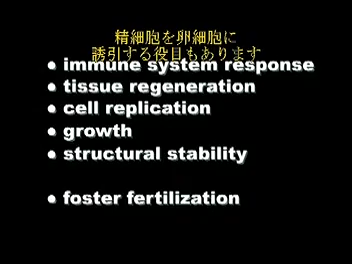 精細胞を卵細胞に
誘引する役目もあります
● immune system response
● tissue regeneration
● cell replication
● growth
● structural stability
● foster fertilization